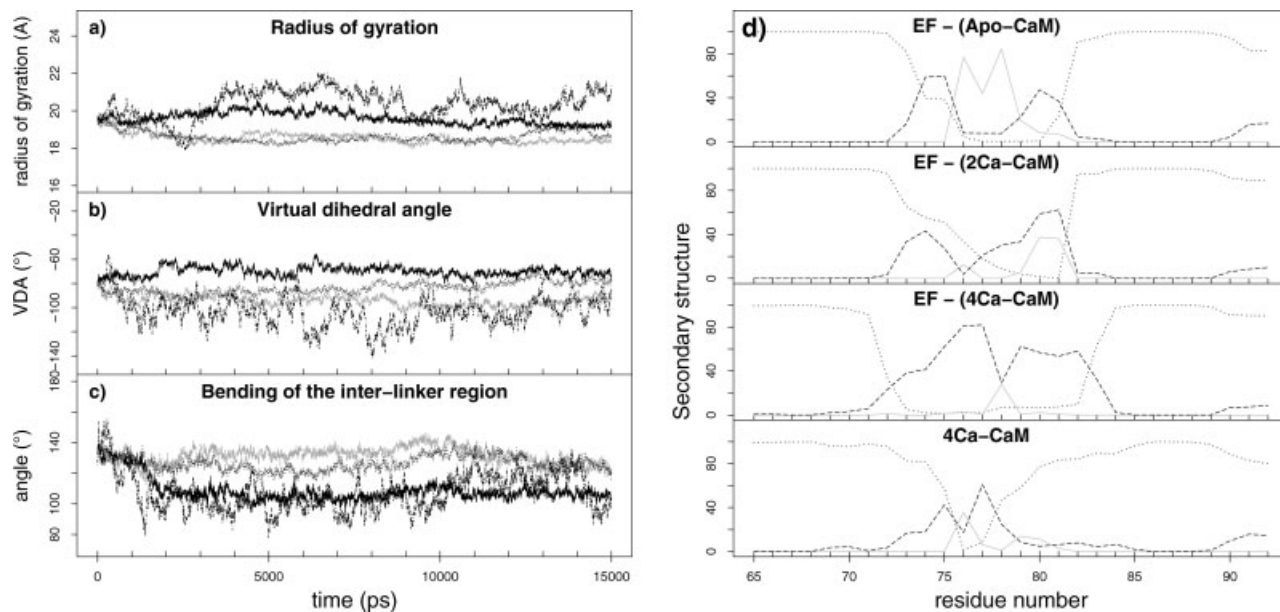 a) Radius of gyration
radius of gyration (A)
16 18 20 22 24
b) Virtual dihedral angle
VDA (°)
−140 −100 −60 −20
c) Bending of the inter−linker region
angle (°)
80 100 140 180
0 5000 10000 15000
time (ps)
d) EF − (Apo−CaM)
0 40 80
EF − (2Ca−CaM)
0 40 80
EF − (4Ca−CaM)
0 40 80
4Ca−CaM
0 40 80
Secondary structure
65 70 75 80 85 90
residue number